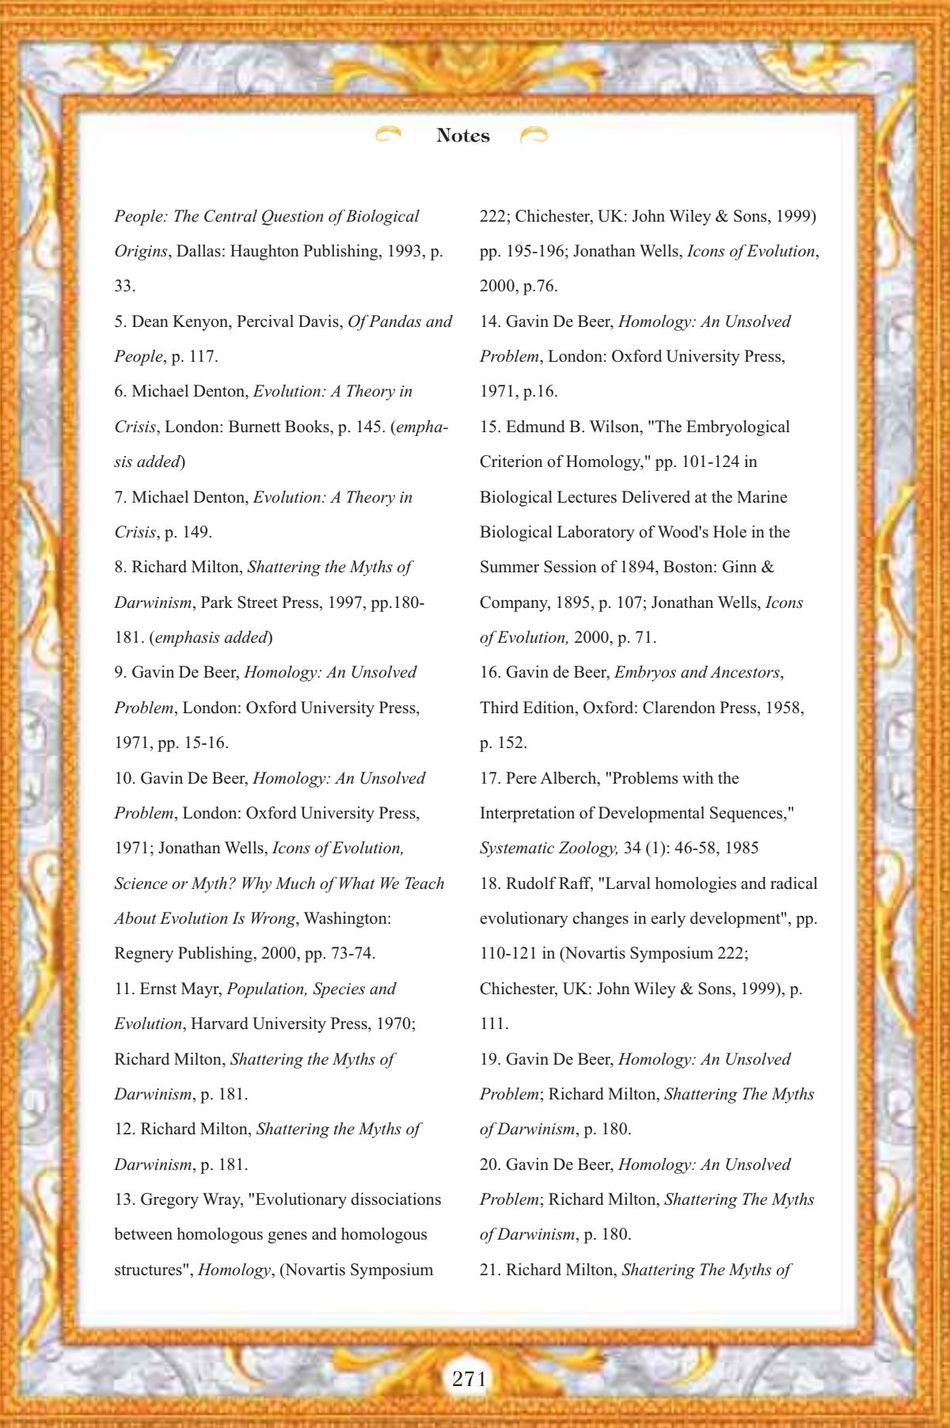 Notes
People: The Central Question of Biological
Origins, Dallas: Haughton Publishing, 1993, p.
33.
5. Dean Kenyon, Percival Davis, Of Pandas and
People, p. 117.
6. Michael Denton, Evolution: A Theory in
Crisis, London: Burnett Books, p. 145. (empha-
sis added)
7. Michael Denton, Evolution: A Theory in
Crisis, p. 149.
8. Richard Milton, Shattering the Myths of
Darwinism, Park Street Press, 1997, pp.180-
181. (emphasis added)
9. Gavin De Beer, Homology: An Unsolved
Problem, London: Oxford University Press,
1971, pp. 15-16.
10. Gavin De Beer, Homology: An Unsolved
Problem, London: Oxford University Press,
1971; Jonathan Wells, Icons of Evolution,
Science or Myth? Why Much of What We Teach
About Evolution Is Wrong, Washington:
Regnery Publishing, 2000, pp. 73-74.
11. Ernst Mayr, Population, Species and
Evolution, Harvard University Press, 1970;
Richard Milton, Shattering the Myths of
Darwinism, p. 181.
12. Richard Milton, Shattering the Myths of
Darwinism, p. 181.
13. Gregory Wray, "Evolutionary dissociations
between homologous genes and homologous
structures", Homology, (Novartis Symposium
222; Chichester, UK: John Wiley & Sons, 1999)
pp. 195-196; Jonathan Wells, Icons of Evolution,
2000, p.76.
14. Gavin De Beer, Homology: An Unsolved
Problem, London: Oxford University Press,
1971, p.16.
15. Edmund B. Wilson, "The Embryological
Criterion of Homology," pp. 101-124 in
Biological Lectures Delivered at the Marine
Biological Laboratory of Wood's Hole in the
Summer Session of 1894, Boston: Ginn &
Company, 1895, p. 107; Jonathan Wells, Icons
of Evolution, 2000, p. 71.
16. Gavin de Beer, Embryos and Ancestors,
Third Edition, Oxford: Clarendon Press, 1958,
p. 152.
17. Pere Alberch, "Problems with the
Interpretation of Developmental Sequences,"
Systematic Zoology, 34 (1): 46-58, 1985
18. Rudolf Raff, "Larval homologies and radical
evolutionary changes in early development", pp.
110-121 in (Novartis Symposium 222;
Chichester, UK: John Wiley & Sons, 1999), p.
111.
19. Gavin De Beer, Homology: An Unsolved
Problem; Richard Milton, Shattering The Myths
of Darwinism, p. 180.
20. Gavin De Beer, Homology: An Unsolved
Problem; Richard Milton, Shattering The Myths
of Darwinism, p. 180.
21. Richard Milton, Shattering The Myths of
271